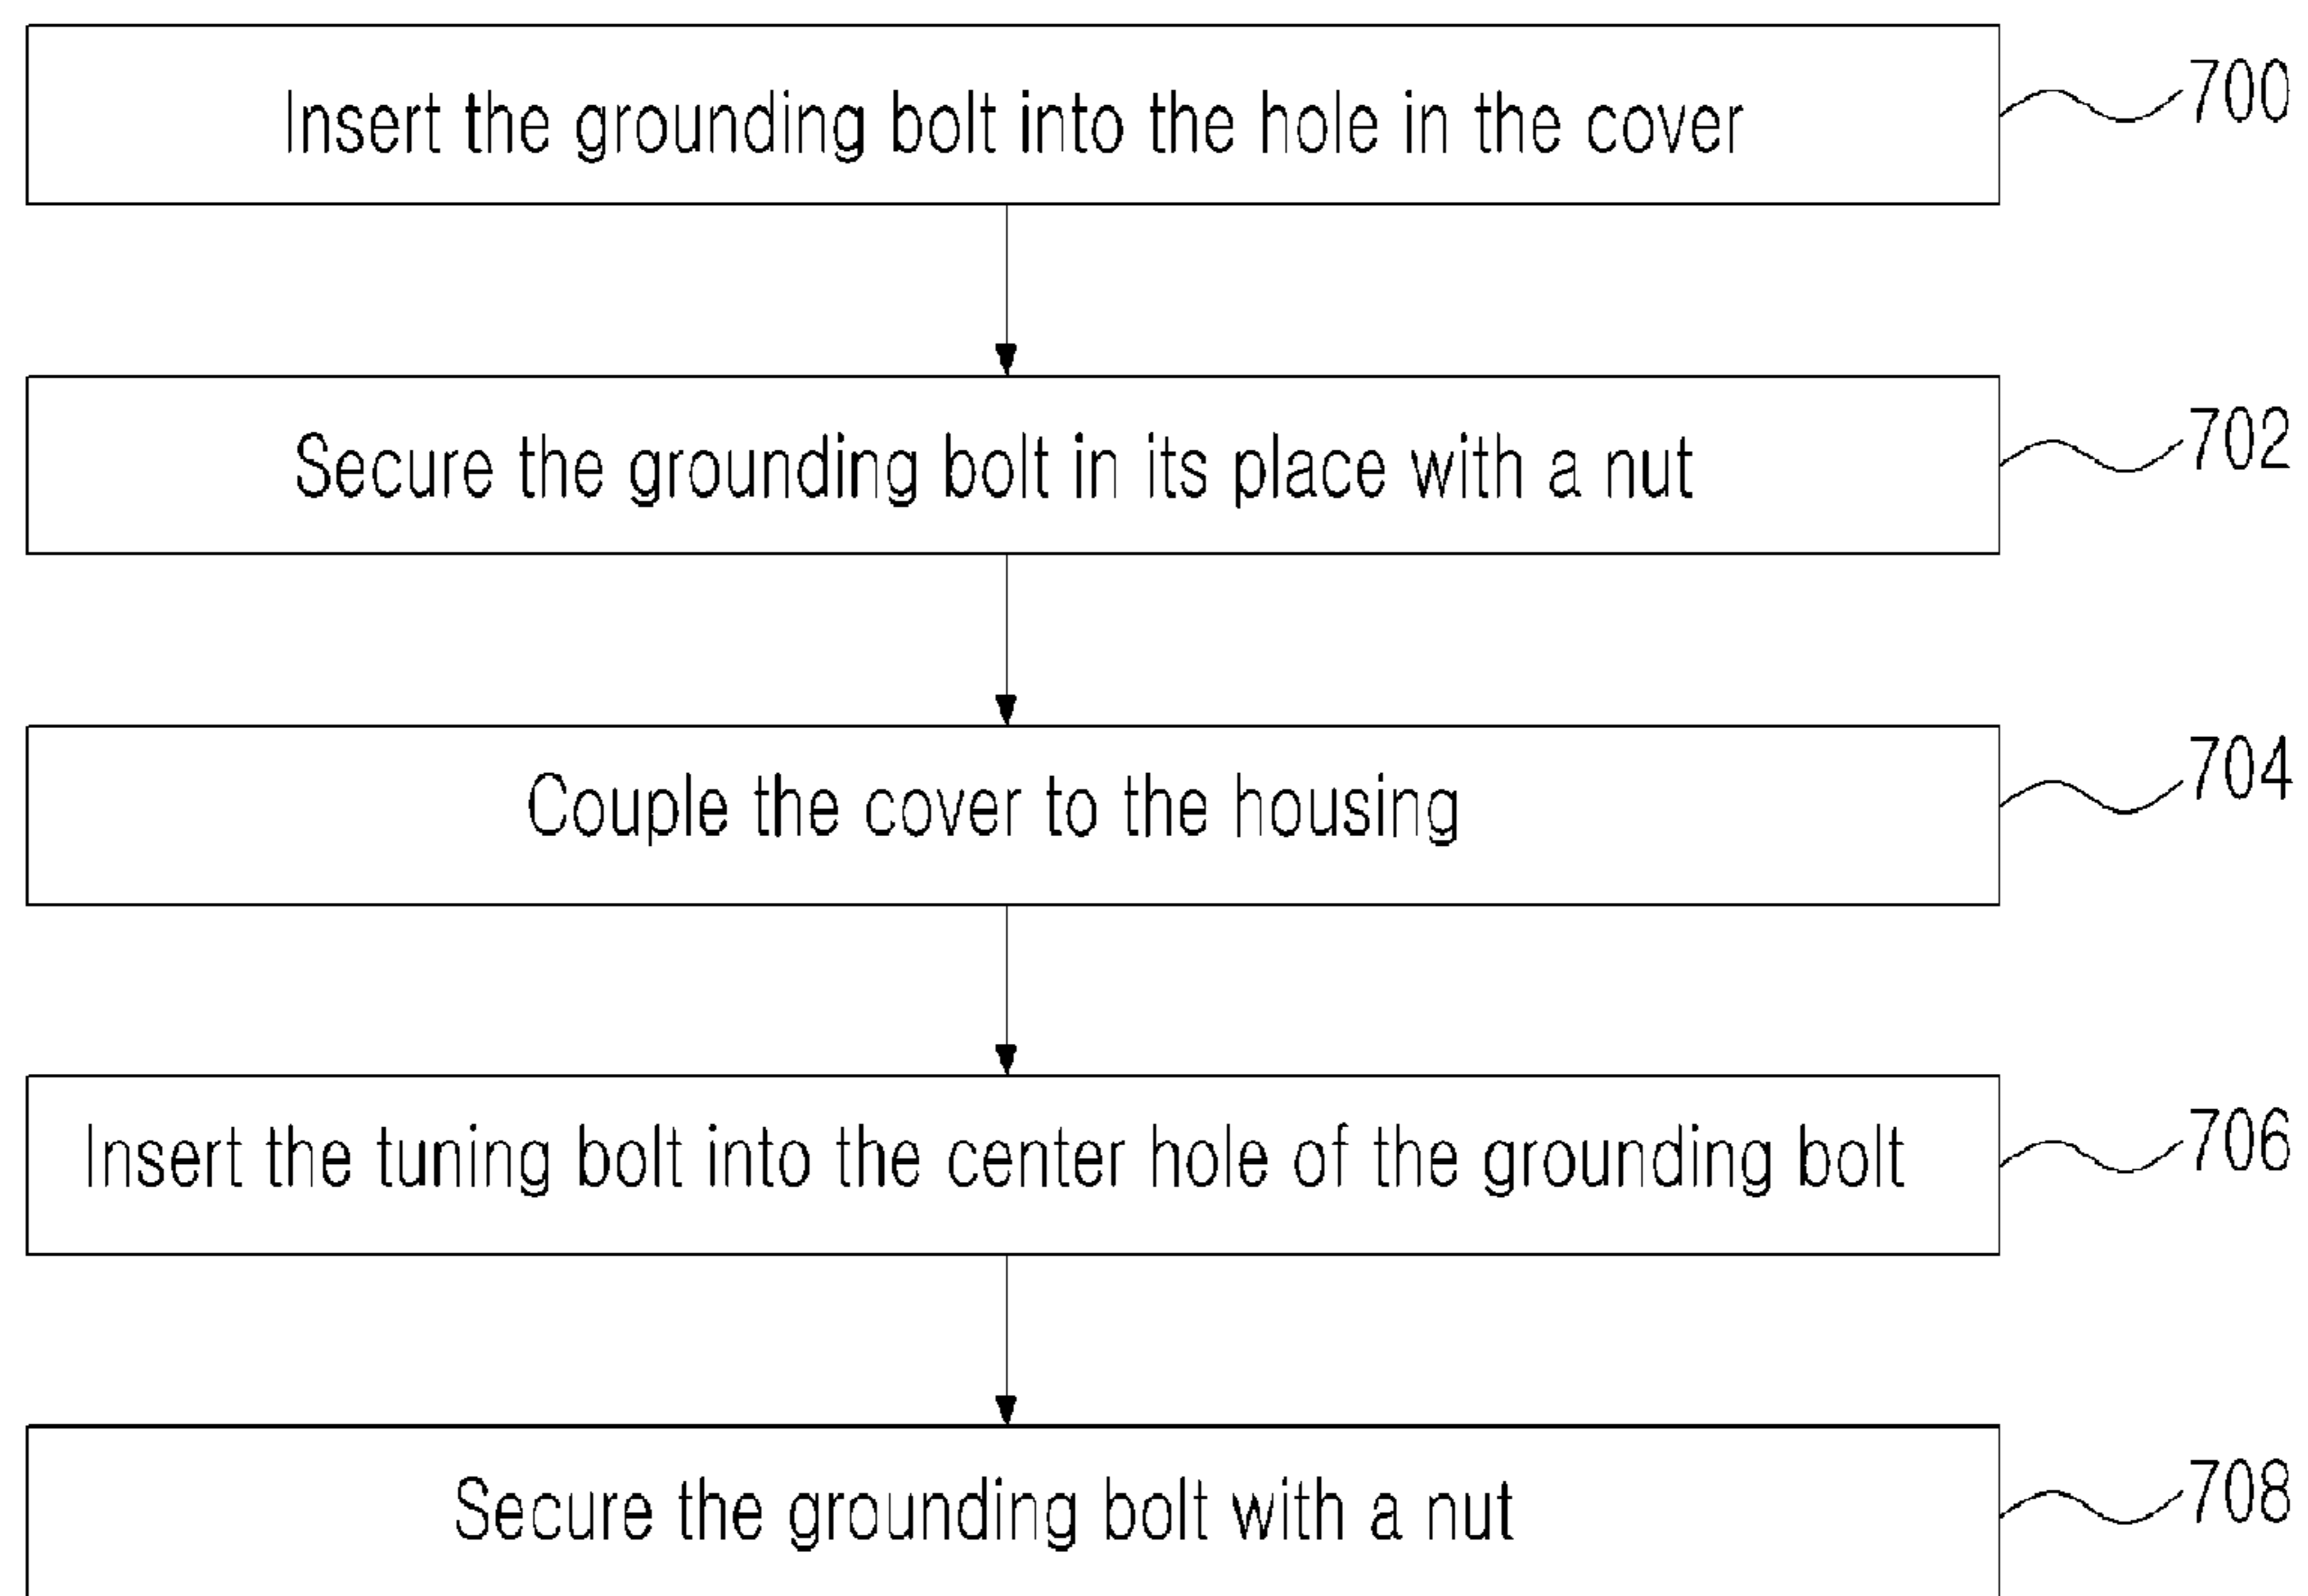 Insert the grounding bolt into the hole in the cover
700
Secure the grounding bolt in its place with a nut
702
Couple the cover to the housing
704
Insert the tuning bolt into the center hole of the grounding bolt
706
Secure the grounding bolt with a nut
708